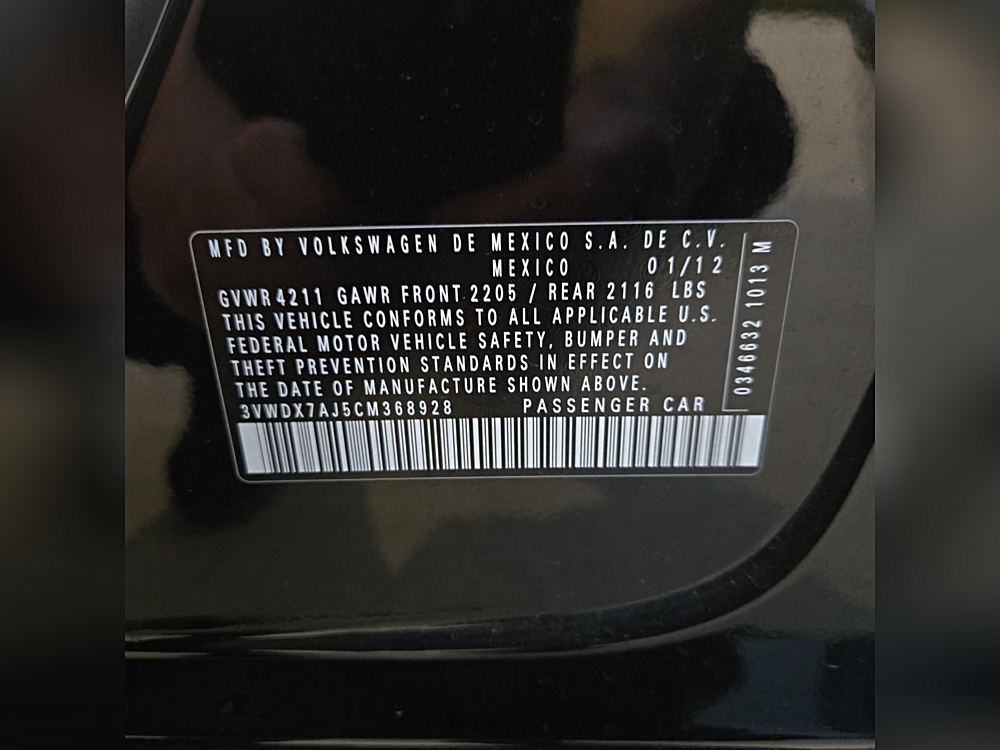 MFD BY VOLKSWAGEN DE MEXICO S.A. DE C.V.
MEXICO 01/12
GVWR 4211 GAWR FRONT 2205 / REAR 2116 LBS
THIS VEHICLE CONFORMS TO ALL APPLICABLE U.S.
FEDERAL MOTOR VEHICLE SAFETY, BUMPER AND
THEFT PREVENTION STANDARDS IN EFFECT ON
THE DATE OF MANUFACTURE SHOWN ABOVE.
3VWDX7AJ5CM368928 PASSENGER CAR
0346632 1013 M